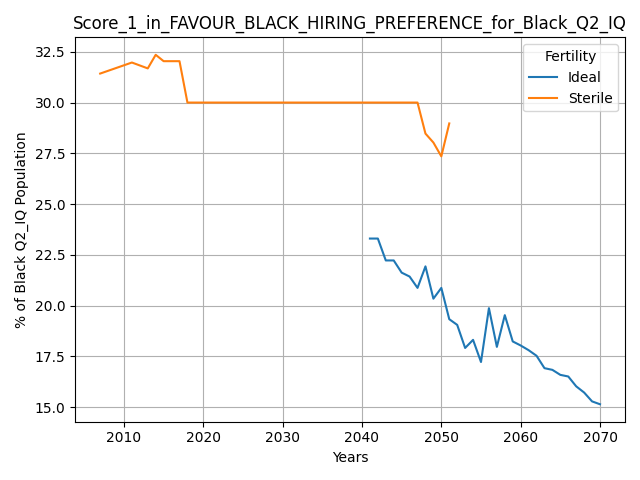 Score_1_in_FAVOUR_BLACK_HIRING_PREFERENCE_for_Black_Q2_IQ
Fertility
Ideal
Sterile
% of Black Q2_IQ Population
32.5
30.0
27.5
25.0
22.5
20.0
17.5
15.0
2010 2020 2030 2040 2050 2060 2070
Years